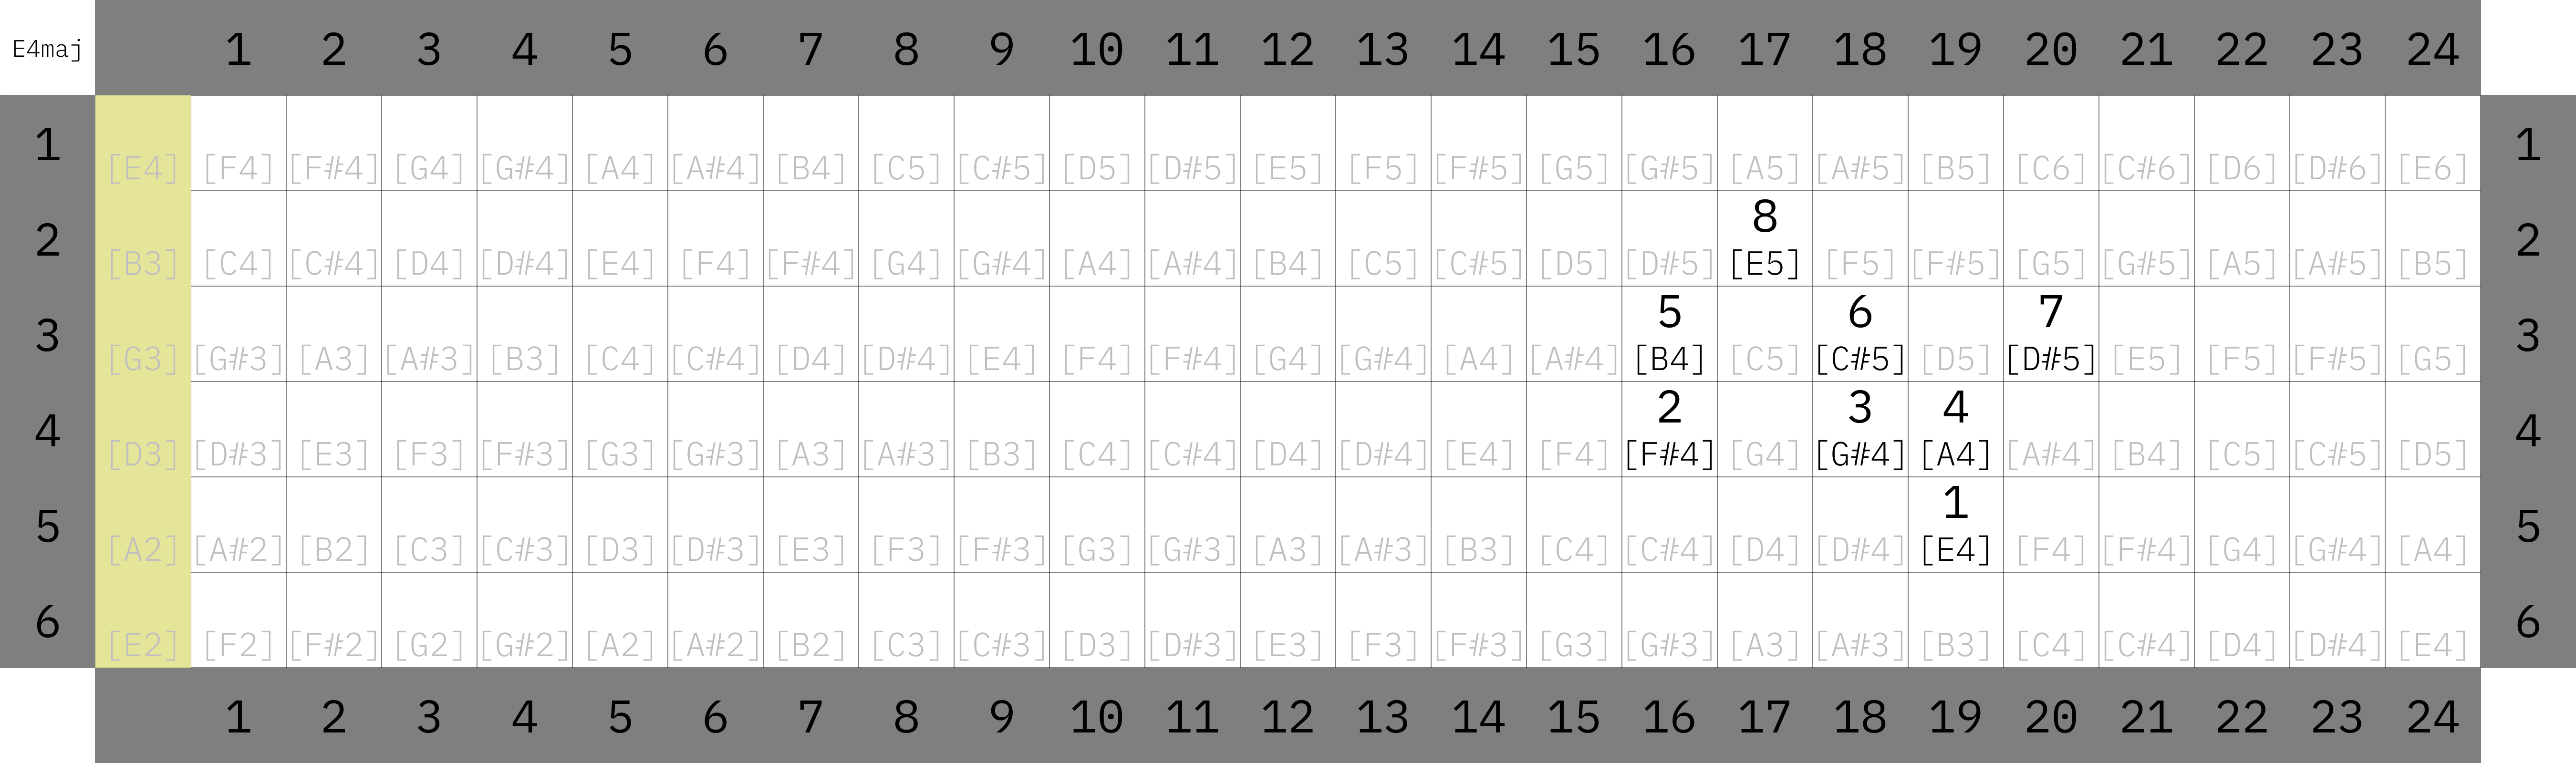 E4maj 1 2 3 4 5 6 7 8 9 10 11 12 13 14 15 16 17 18 19 20 21 22 23 24
1 [E4] [F4] [F#4] [G4] [G#4] [A4] [A#4] [B4] [C5] [C#5] [D5] [D#5] [E5] [F5] [F#5] [G5] [G#5] [A5] [A#5] [B5] [C6] [C#6] [D6] [D#6] [E6] 1
8
2 [B3] [C4] [C#4] [D4] [D#4] [E4] [F4] [F#4] [G4] [G#4] [A4] [A#4] [B4] [C5] [C#5] [D5] [D#5] [E5] [F5] [F#5] [G5] [G#5] [A5] [A#5] [B5] 2
5 6 7
3 [G3] [G#3] [A3] [A#3] [B3] [C4] [C#4] [D4] [D#4] [E4] [F4] [F#4] [G4] [G#4] [A4] [A#4] [B4] [C5] [C#5] [D5] [D#5] [E5] [F5] [F#5] [G5] 3
2 3 4
4 [D3] [D#3] [E3] [F3] [F#3] [G3] [G#3] [A3] [A#3] [B3] [C4] [C#4] [D4] [D#4] [E4] [F4] [F#4] [G4] [G#4] [A4] [A#4] [B4] [C5] [C#5] [D5] 4
1
5 [A2] [A#2] [B2] [C3] [C#3] [D3] [D#3] [E3] [F3] [F#3] [G3] [G#3] [A3] [A#3] [B3] [C4] [C#4] [D4] [D#4] [E4] [F4] [F#4] [G4] [G#4] [A4] 5
6 [E2] [F2] [F#2] [G2] [G#2] [A2] [A#2] [B2] [C3] [C#3] [D3] [D#3] [E3] [F3] [F#3] [G3] [G#3] [A3] [A#3] [B3] [C4] [C#4] [D4] [D#4] [E4] 6
1 2 3 4 5 6 7 8 9 10 11 12 13 14 15 16 17 18 19 20 21 22 23 24